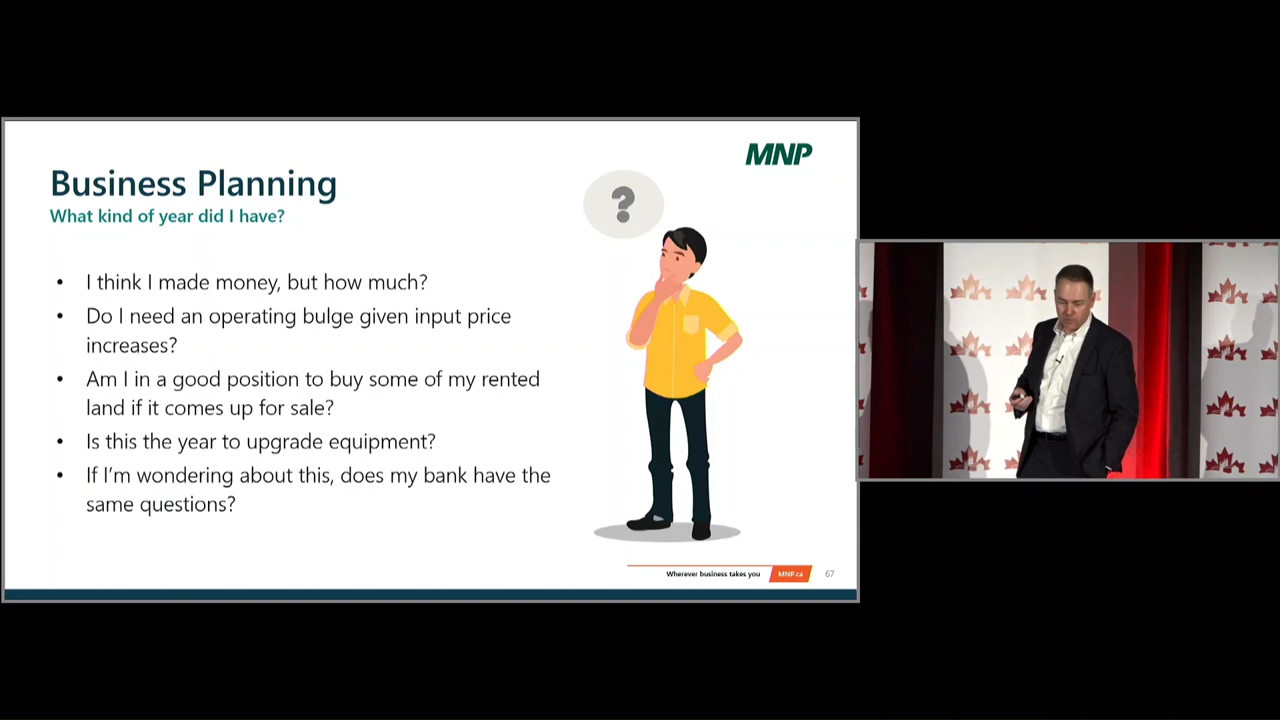 MNP
Business Planning
What kind of year did I have?
?
• I think I made money, but how much?
• Do I need an operating bulge given input price
increases?
• Am I in a good position to buy some of my rented
land if it comes up for sale?
• Is this the year to upgrade equipment?
• If I'm wondering about this, does my bank have the
same questions?
Wherever business takes you
MNP.ca
67